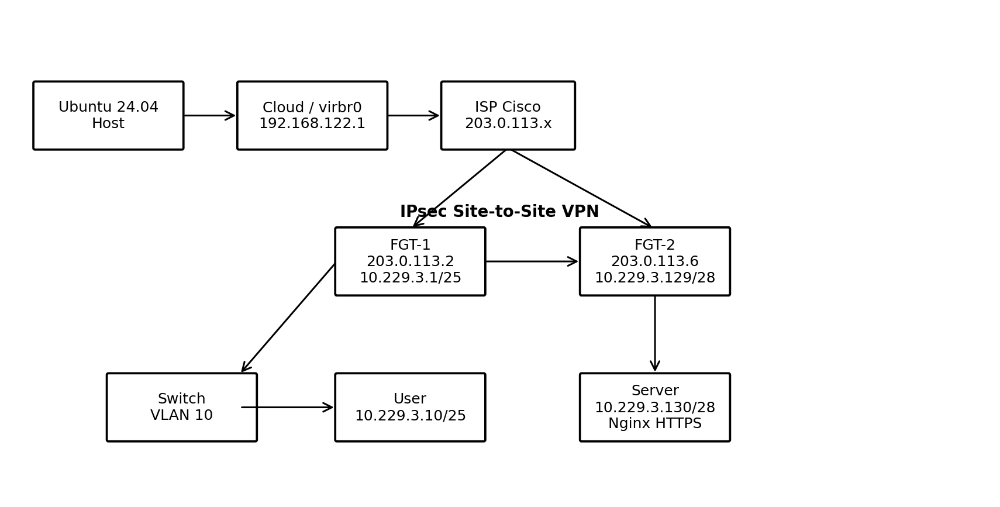 Ubuntu 24.04
Host
Cloud / virbr0
192.168.122.1
ISP Cisco
203.0.113.x
IPsec Site-to-Site VPN
FGT-1
203.0.113.2
10.229.3.1/25
FGT-2
203.0.113.6
10.229.3.129/28
Switch
VLAN 10
User
10.229.3.10/25
Server
10.229.3.130/28
Nginx HTTPS